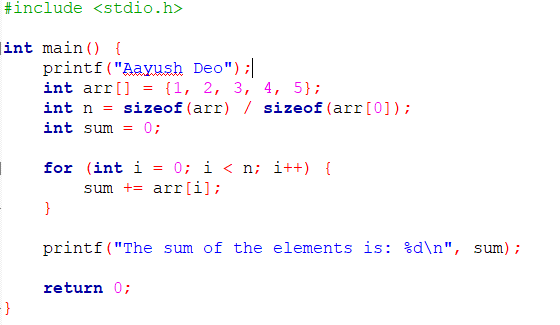 #include <stdio.h>

int main() {
    printf("Aayush Deo");
    int arr[] = {1, 2, 3, 4, 5};
    int n = sizeof(arr) / sizeof(arr[0]);
    int sum = 0;

    for (int i = 0; i < n; i++) {
        sum += arr[i];
    }

    printf("The sum of the elements is: %d\n", sum);

    return 0;
}